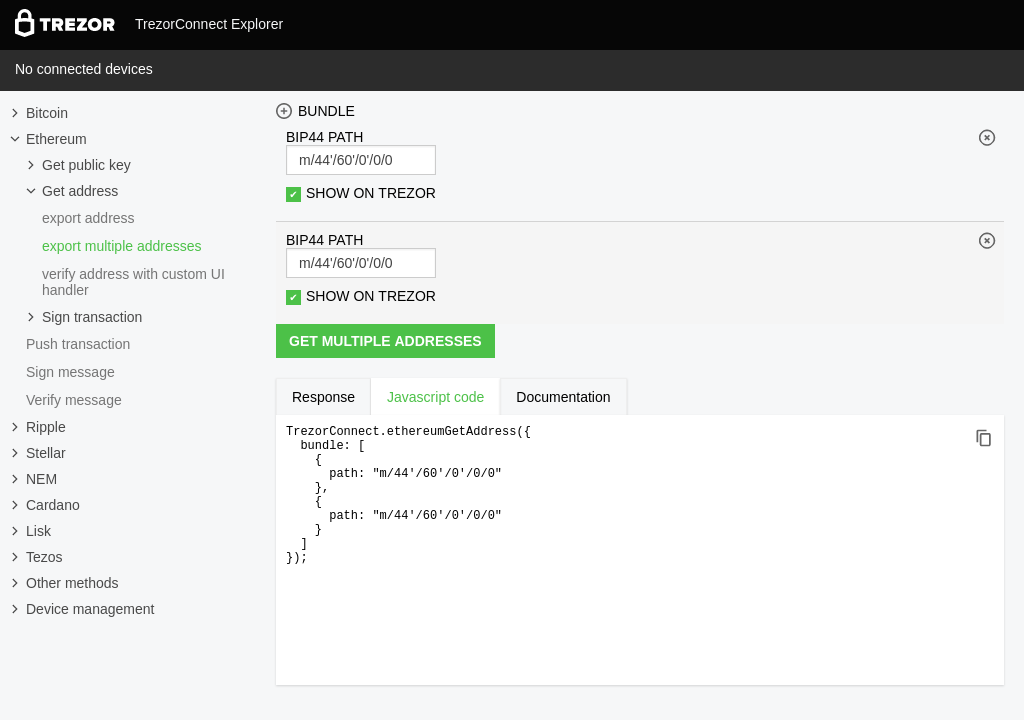 TREZOR TrezorConnect Explorer
No connected devices
Bitcoin
Ethereum
Get public key
Get address
export address
export multiple addresses
verify address with custom UI
handler
Sign transaction
Push transaction
Sign message
Verify message
Ripple
Stellar
NEM
Cardano
Lisk
Tezos
Other methods
Device management
BUNDLE
BIP44 PATH
m/44'/60'/0'/0/0
SHOW ON TREZOR
BIP44 PATH
m/44'/60'/0'/0/0
SHOW ON TREZOR
GET MULTIPLE ADDRESSES
Response Javascript code Documentation
TrezorConnect.ethereumGetAddress({
  bundle: [
    {
      path: "m/44'/60'/0'/0/0"
    },
    {
      path: "m/44'/60'/0'/0/0"
    }
  ]
});